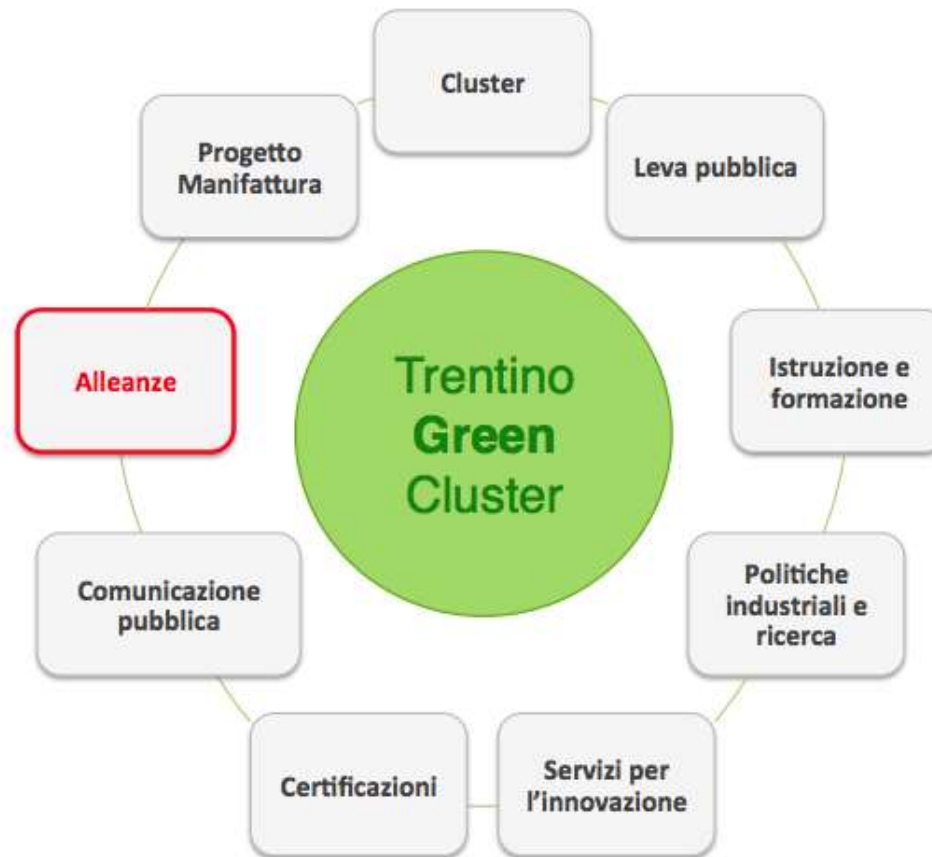 Cluster
Leva pubblica
Istruzione e
formazione
Politiche
industriali e
ricerca
Servizi per
l'innovazione
Certificazioni
Comunicazione
pubblica
Alleanze
Progetto
Manifattura
Trentino
Green
Cluster